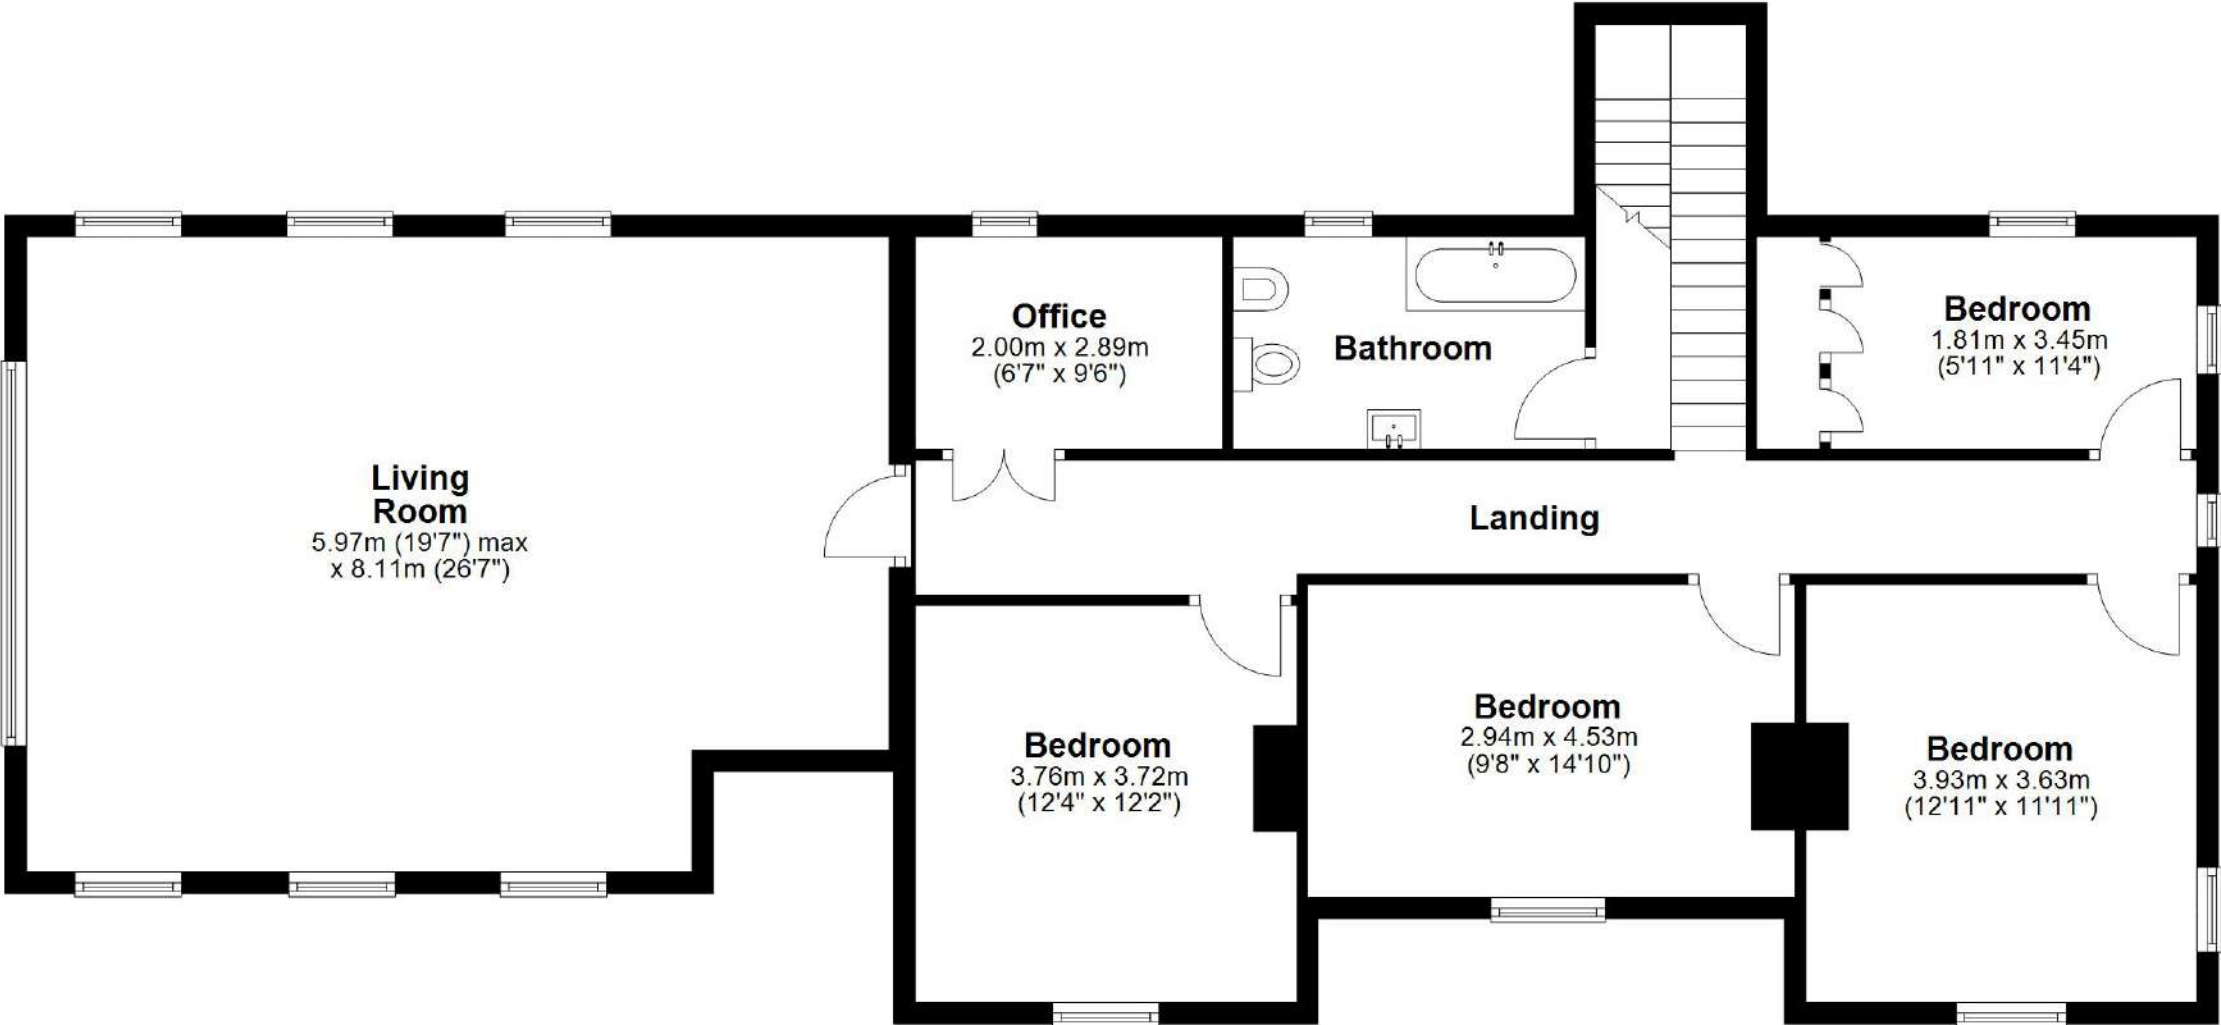 Living
Room
5.97m (19'7") max
x 8.11m (26'7")
Office
2.00m x 2.89m
(6'7" x 9'6")
Bathroom
Bedroom
1.81m x 3.45m
(5'11" x 11'4")
Landing
Bedroom
3.76m x 3.72m
(12'4" x 12'2")
Bedroom
2.94m x 4.53m
(9'8" x 14'10")
Bedroom
3.93m x 3.63m
(12'11" x 11'11")